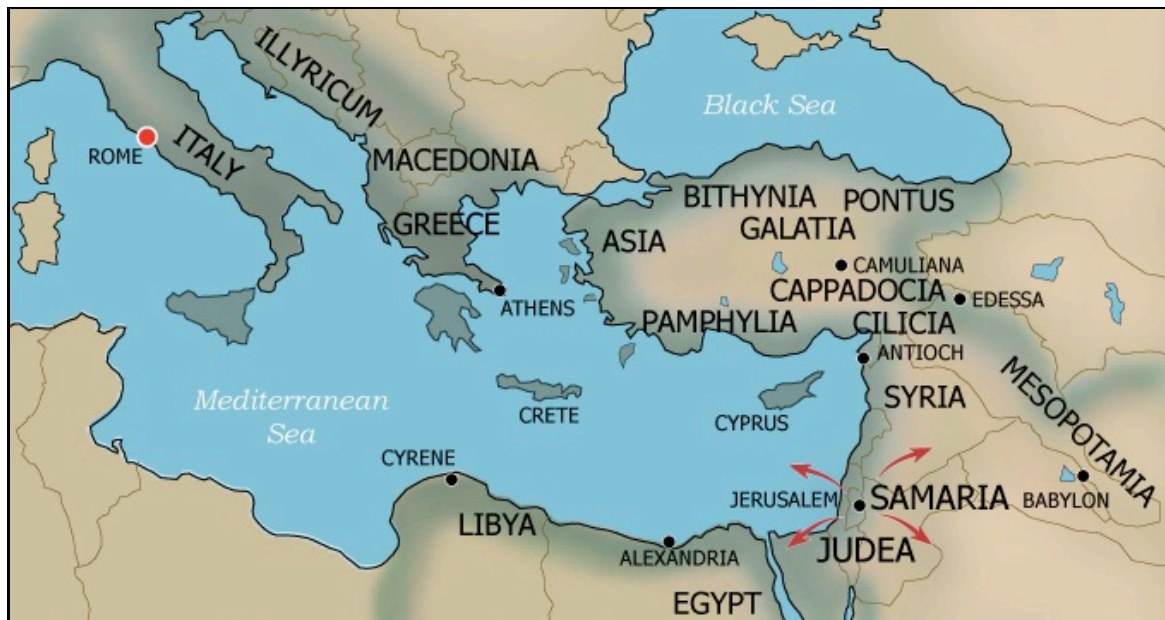 ILLYRICUM
Black Sea
ROME
ITALY
MACEDONIA
BITHYNIA
PONTUS
GREECE
ASIA
GALATIA
CAMULIANA
CAPPADOCIA
EDESSA
ATHENS
PAMPHYLIA
CILICIA
ANTIOCH
MESOPOTAMIA
Mediterranean
Sea
CRETE
CYPRUS
SYRIA
CYRENE
JERUSALEM
SAMARIA
BABYLON
LIBYA
ALEXANDRIA
JUDEA
EGYPT